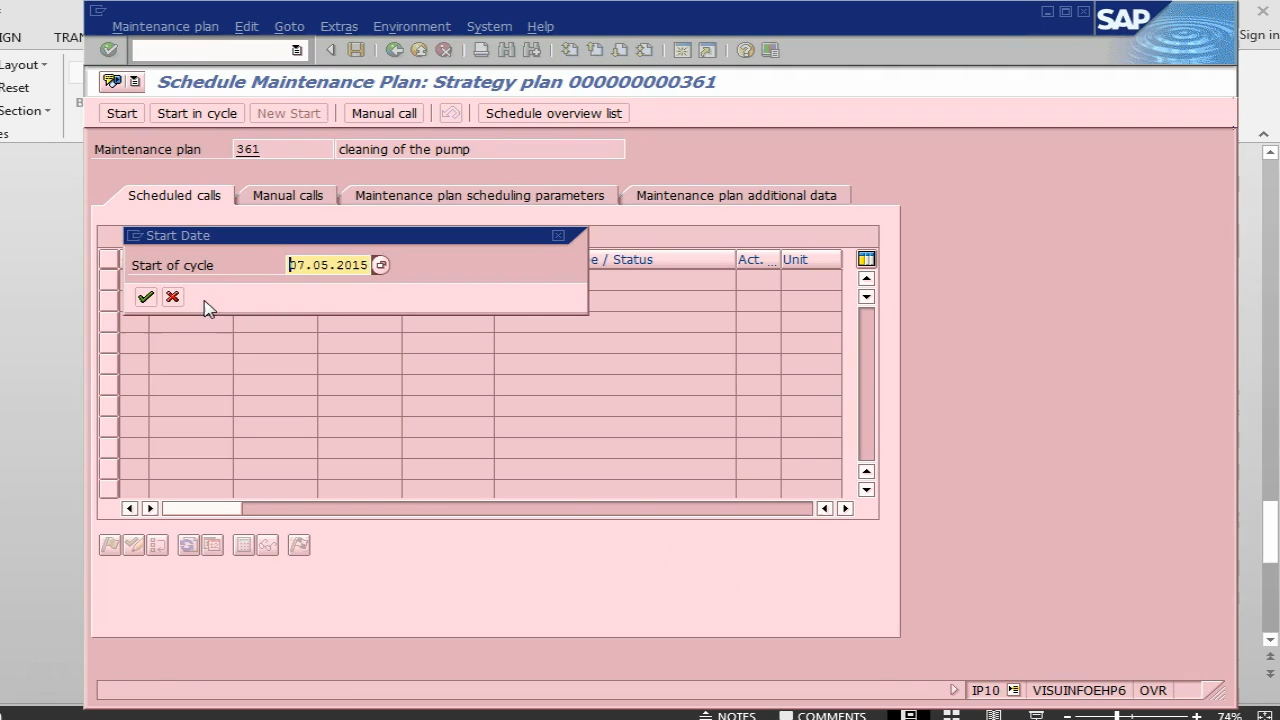 Maintenance plan Edit Goto Extras Environment System Help
SAP
Sign in
IGN TRAN
Layout
Reset
Section
Schedule Maintenance Plan: Strategy plan 000000000361
Start Start in cycle New Start Manual call Schedule overview list
Maintenance plan 361 cleaning of the pump
Scheduled calls Manual calls Maintenance plan scheduling parameters Maintenance plan additional data
Start Date
Start of cycle 07.05.2015
e / Status Act. ... Unit
IP10 VISUINFOEHP6 OVR
NOTES COMMENTS 74%